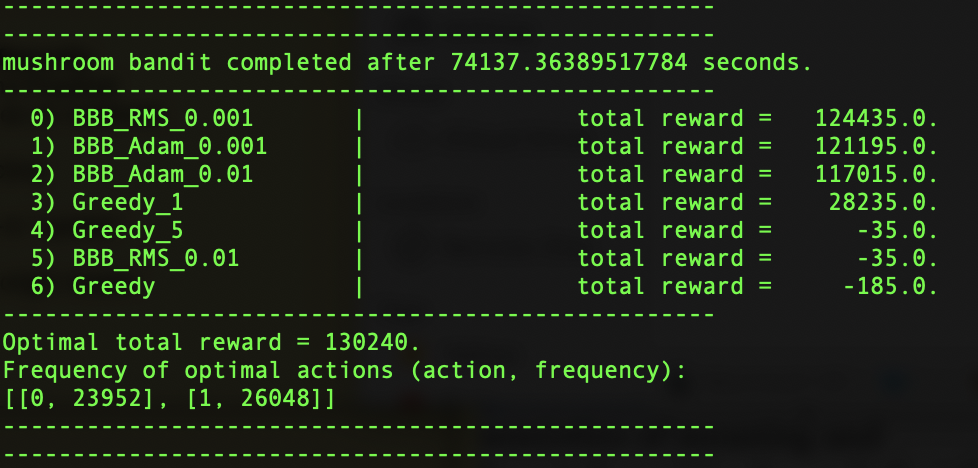 ---------------------------------------------------
---------------------------------------------------
mushroom bandit completed after 74137.36389517784 seconds.
---------------------------------------------------
  0) BBB_RMS_0.001       |               total reward =   124435.0.
  1) BBB_Adam_0.001      |               total reward =   121195.0.
  2) BBB_Adam_0.01       |               total reward =   117015.0.
  3) Greedy_1            |               total reward =    28235.0.
  4) Greedy_5            |               total reward =      -35.0.
  5) BBB_RMS_0.01        |               total reward =      -35.0.
  6) Greedy              |               total reward =     -185.0.
---------------------------------------------------
Optimal total reward = 130240.
Frequency of optimal actions (action, frequency):
[[0, 23952], [1, 26048]]
---------------------------------------------------
---------------------------------------------------